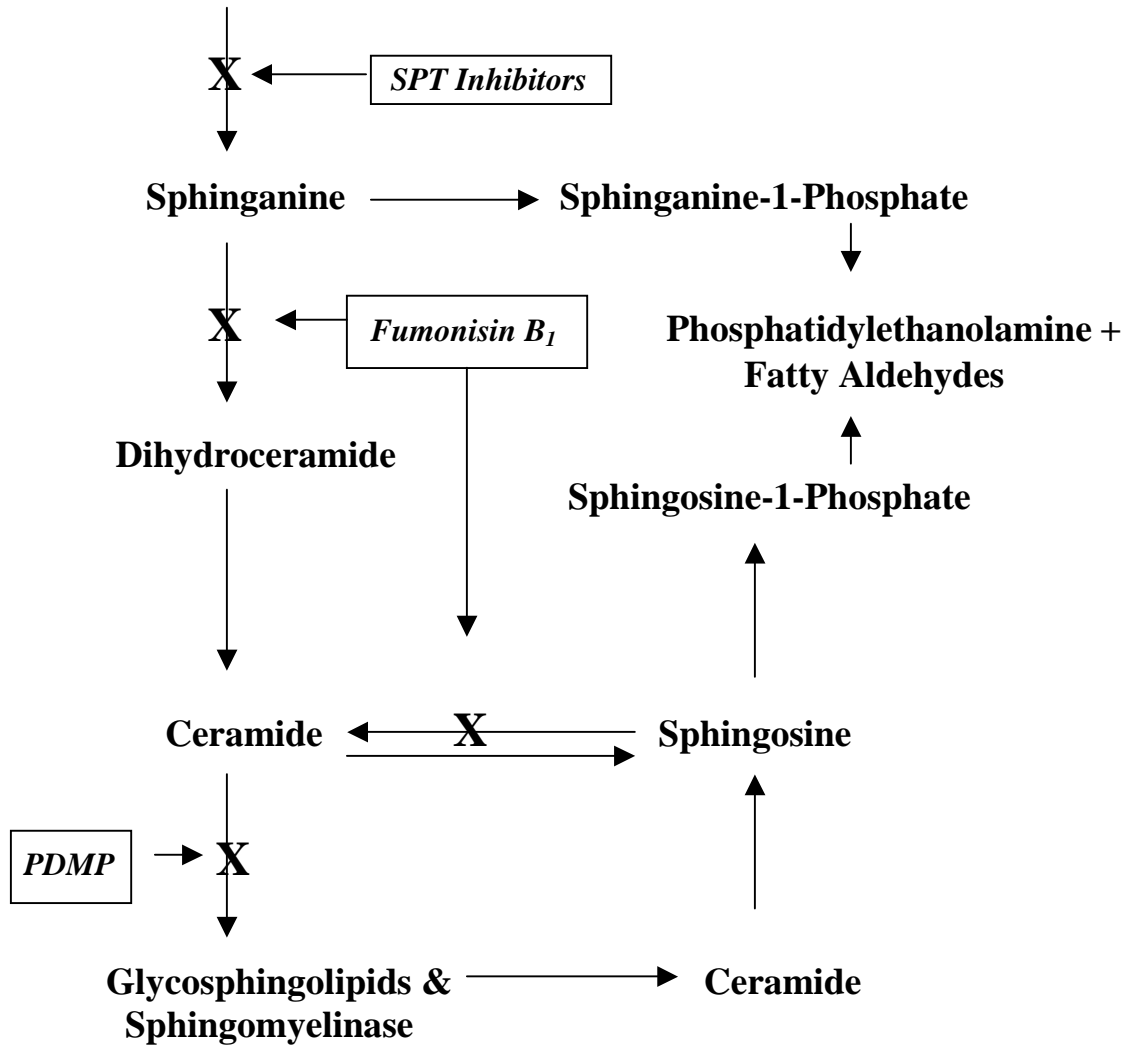 X
SPT Inhibitors
Sphinganine
Sphinganine-1-Phosphate
X
Fumonisin B1
Phosphatidylethanolamine +
Fatty Aldehydes
Dihydroceramide
Sphingosine-1-Phosphate
Ceramide
X
Sphingosine
PDMP
X
Glycosphingolipids &
Sphingomyelinase
Ceramide